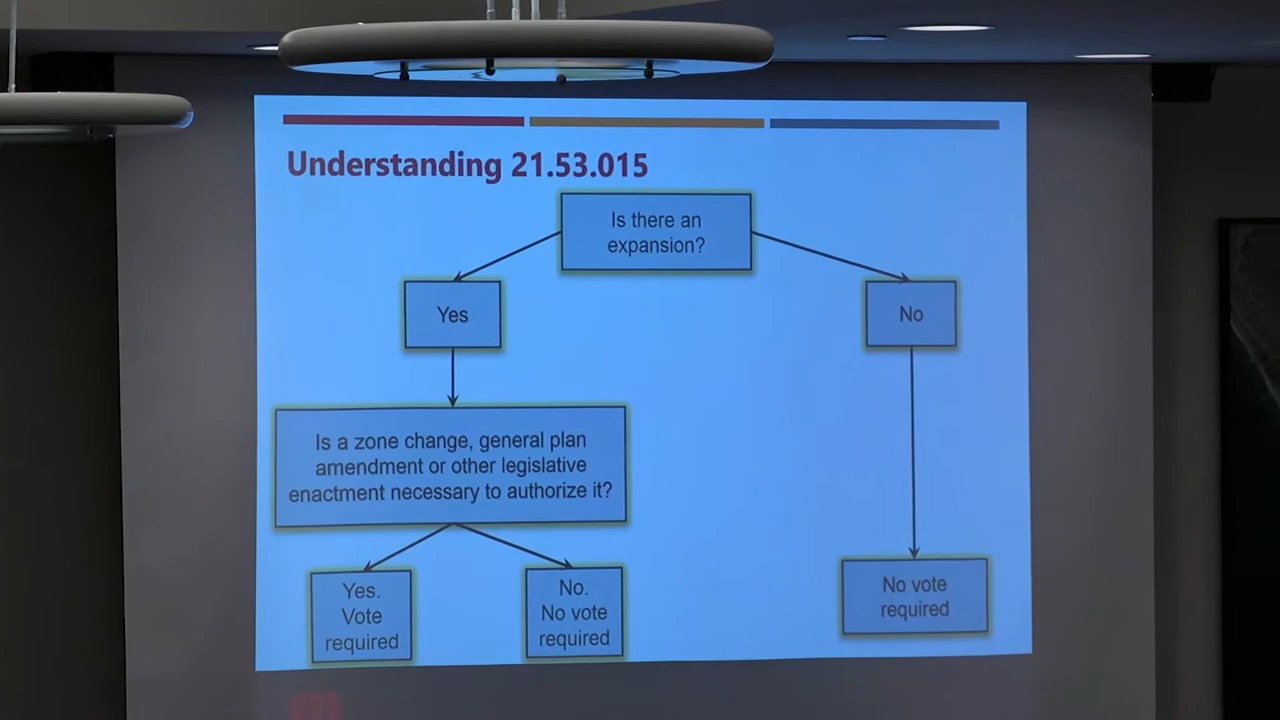 Understanding 21.53.015
Is there an
expansion?
Yes
No
Is a zone change, general plan
amendment or other legislative
enactment necessary to authorize it?
Yes.
Vote
required
No.
No vote
required
No vote
required